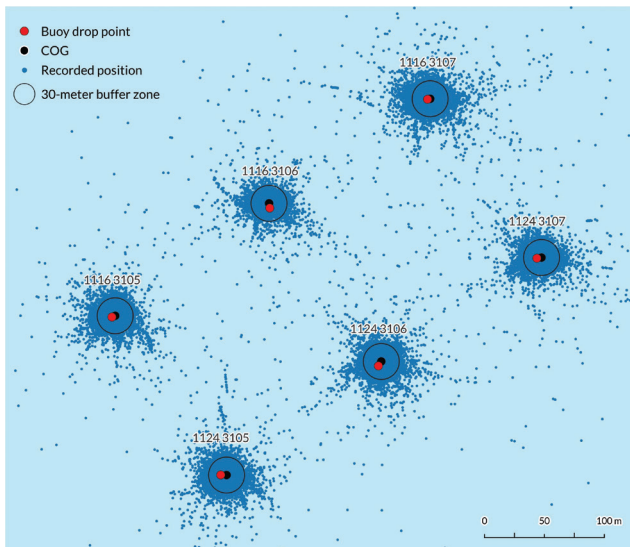 Buoy drop point
COG
Recorded position
30-meter buffer zone
1116 3107
1116 3106
1124 3107
1116 3105
1124 3106
1124 3105
0 50 100 m